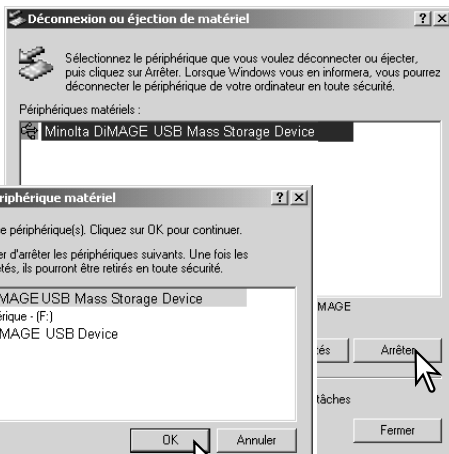 Déconnexion ou éjection de matériel
Sélectionnez le périphérique que vous voulez déconnecter ou éjecter,
puis cliquez sur Arrêter. Lorsque Windows vous en informera, vous pourrez
déconnecter le périphérique de votre ordinateur en toute sécurité.
Périphériques matériels :
Minolta DiMAGE USB Mass Storage Device
riphérique matériel
e périphérique(s). Cliquez sur OK pour continuer.
er d'arrêter les périphériques suivants. Une fois les
etés, ils pourront être retirés en toute sécurité.
MAGE USB Mass Storage Device
érique - (F:)
MAGE USB Device
OK
Annuler
MAGE
tés
Arrêter
tâches
Fermer